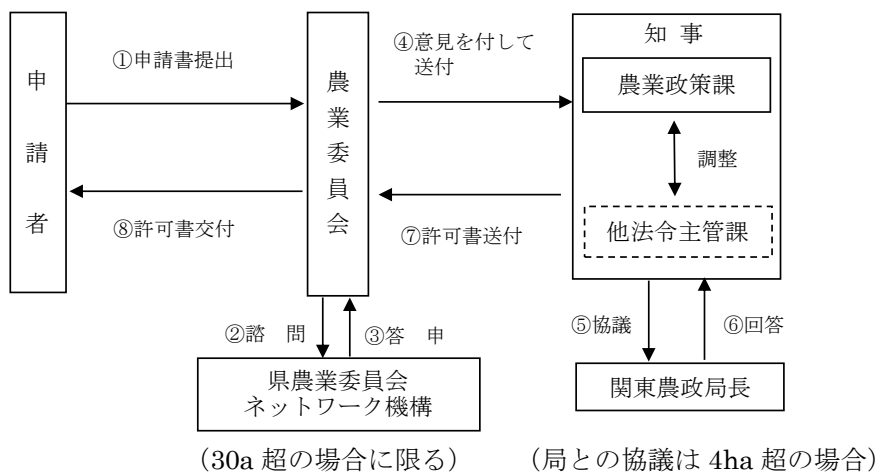 申請者
①申請書提出
⑧許可書交付
農業委員会
④意見を付して
送付
⑦許可書送付
知 事
農業政策課
調整
他法令主管課
②諮 問
③答 申
県農業委員会
ネットワーク機構
(30a 超の場合に限る)
⑤協議
⑥回答
関東農政局長
(局との協議は 4ha 超の場合)